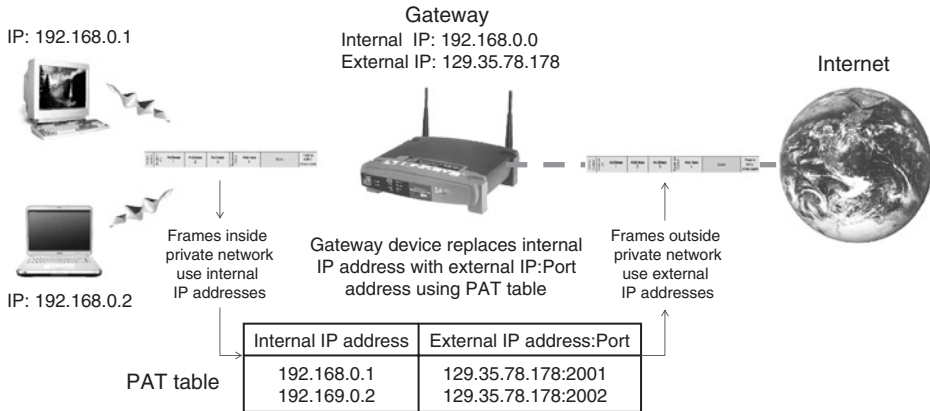 Gateway
IP: 192.168.0.1
Internal IP: 192.168.0.0
External IP: 129.35.78.178
Internet
Frames inside
private network
use internal
IP addresses
Gateway device replaces internal
IP address with external IP:Port
address using PAT table
Frames outside
private network
use external
IP addresses
IP: 192.168.0.2
PAT table
Internal IP address
External IP address:Port
192.168.0.1
129.35.78.178:2001
192.169.0.2
129.35.78.178:2002